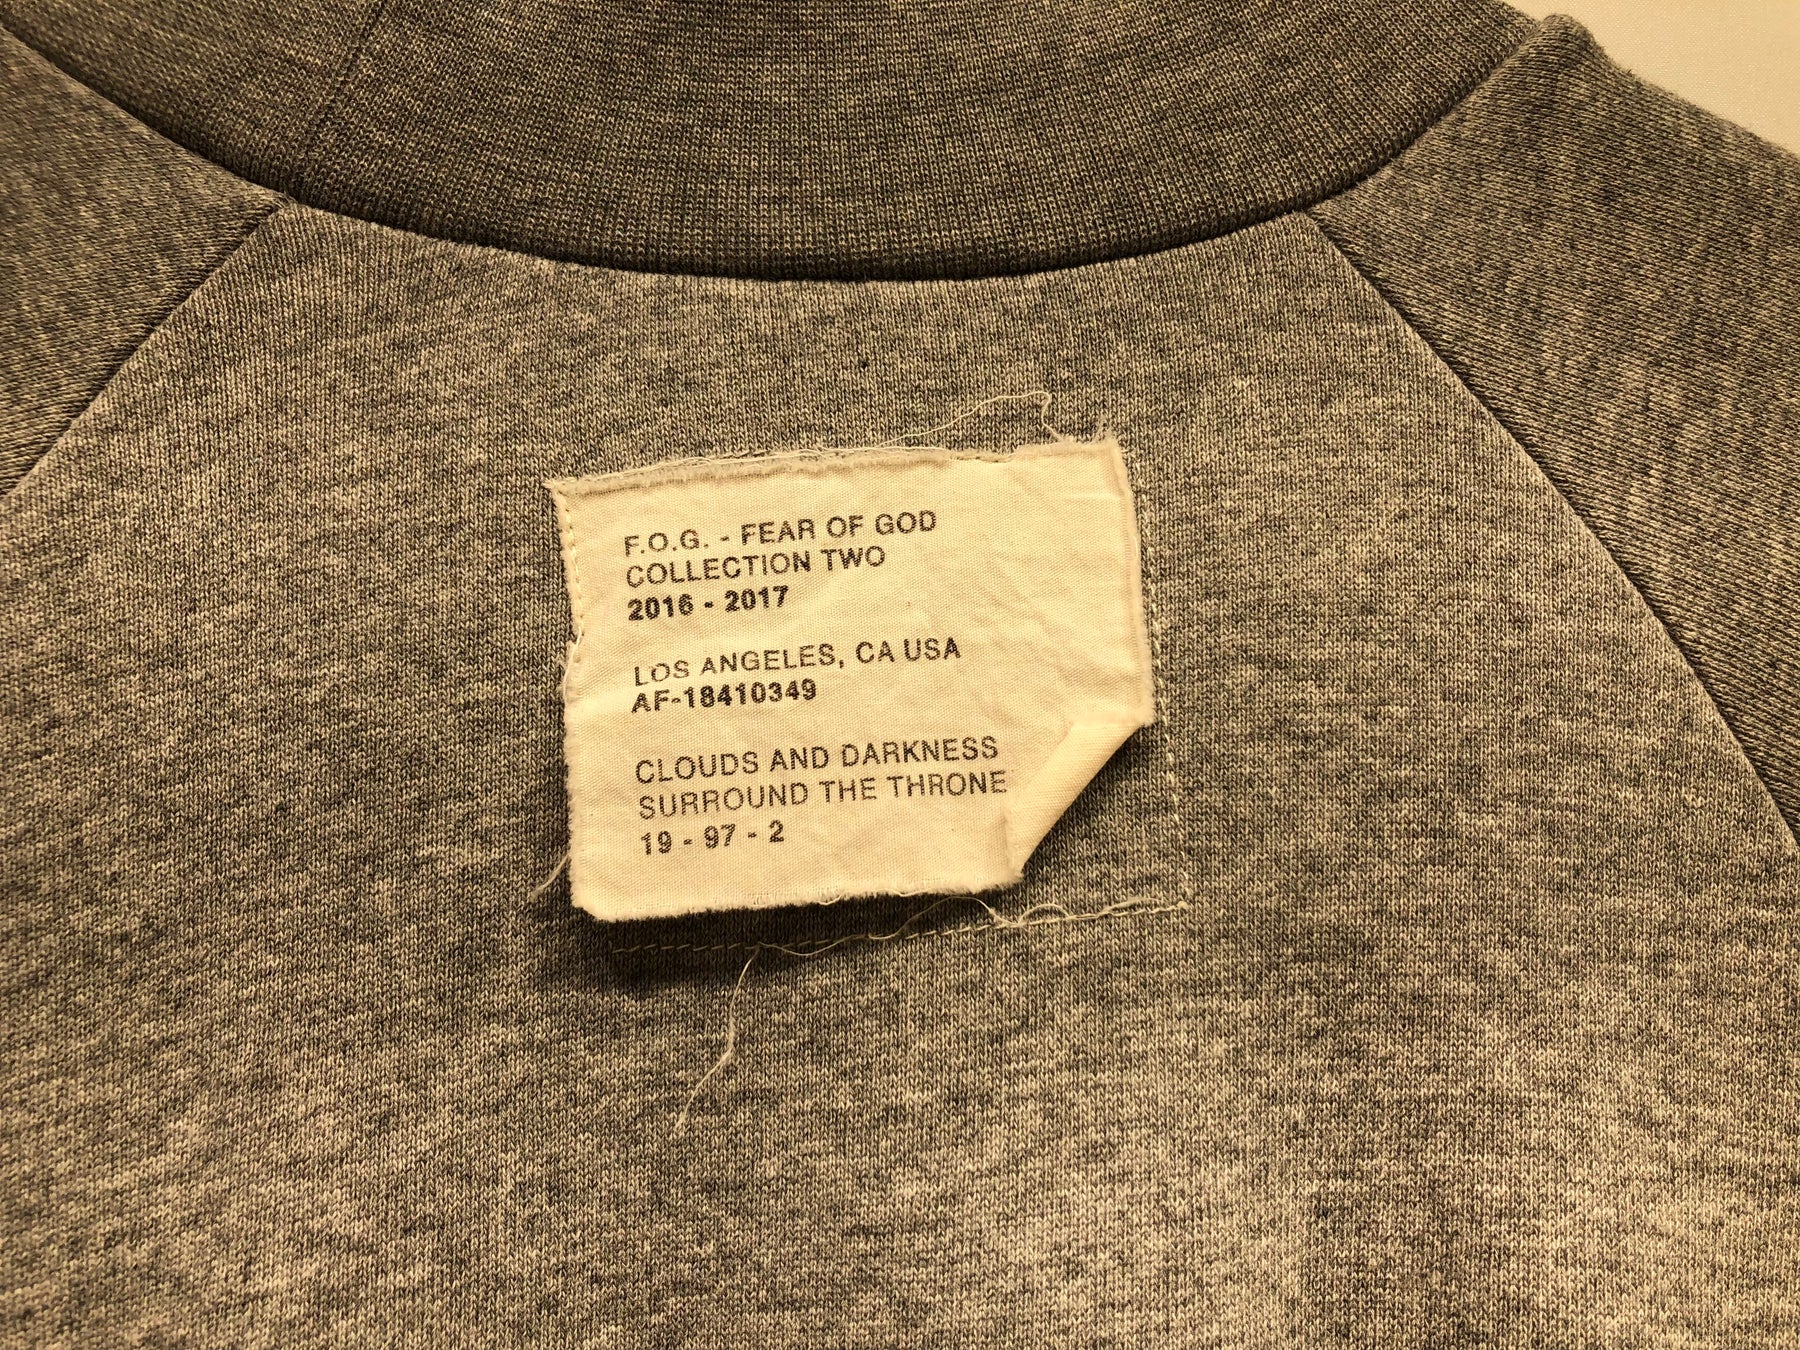 F.O.G. - FEAR OF GOD
COLLECTION TWO
2016 - 2017
LOS ANGELES, CA USA
AF-18410349
CLOUDS AND DARKNESS
SURROUND THE THRONE
19 - 97 - 2